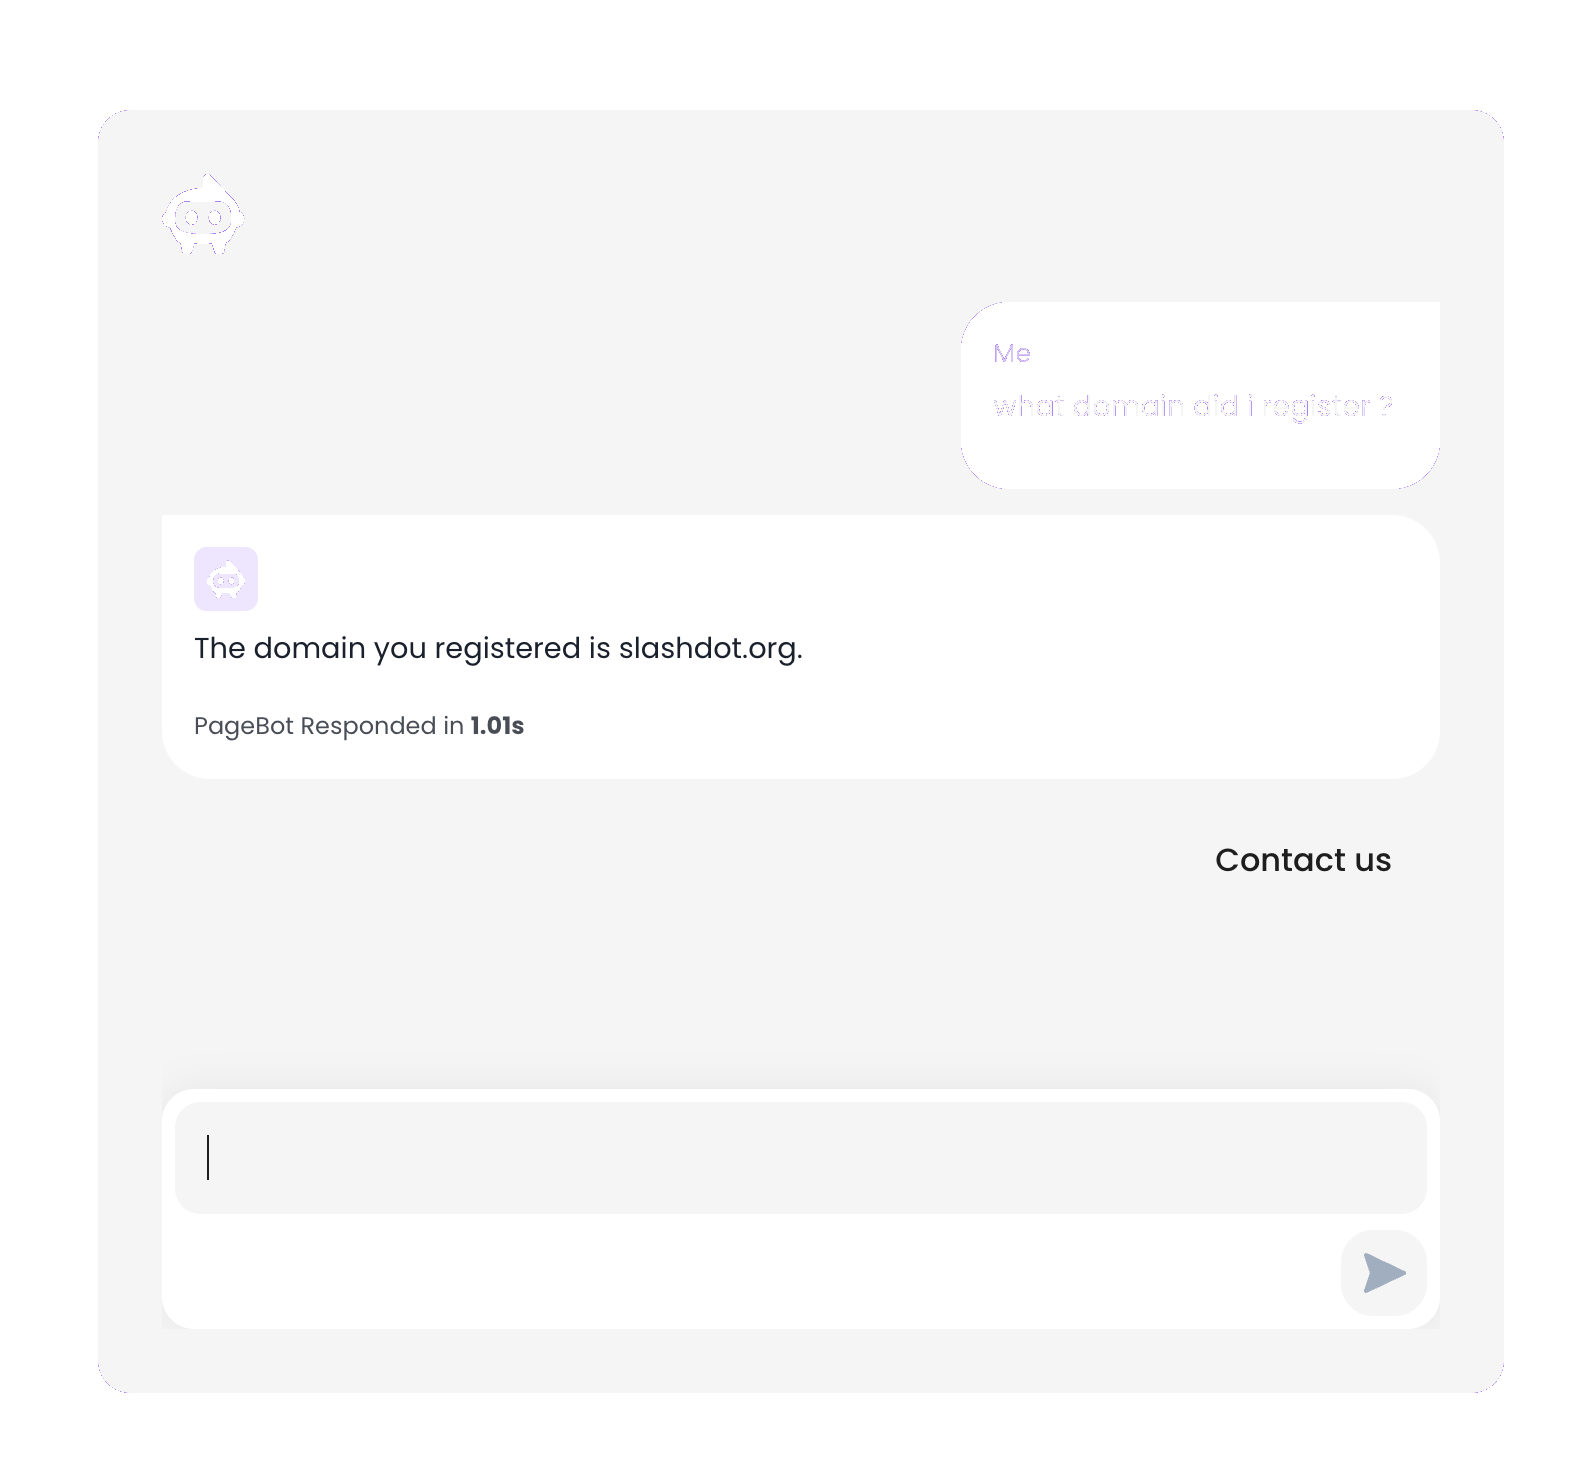 Me
what domain did i register ?
The domain you registered is slashdot.org.
PageBot Responded in 1.01s
Contact us